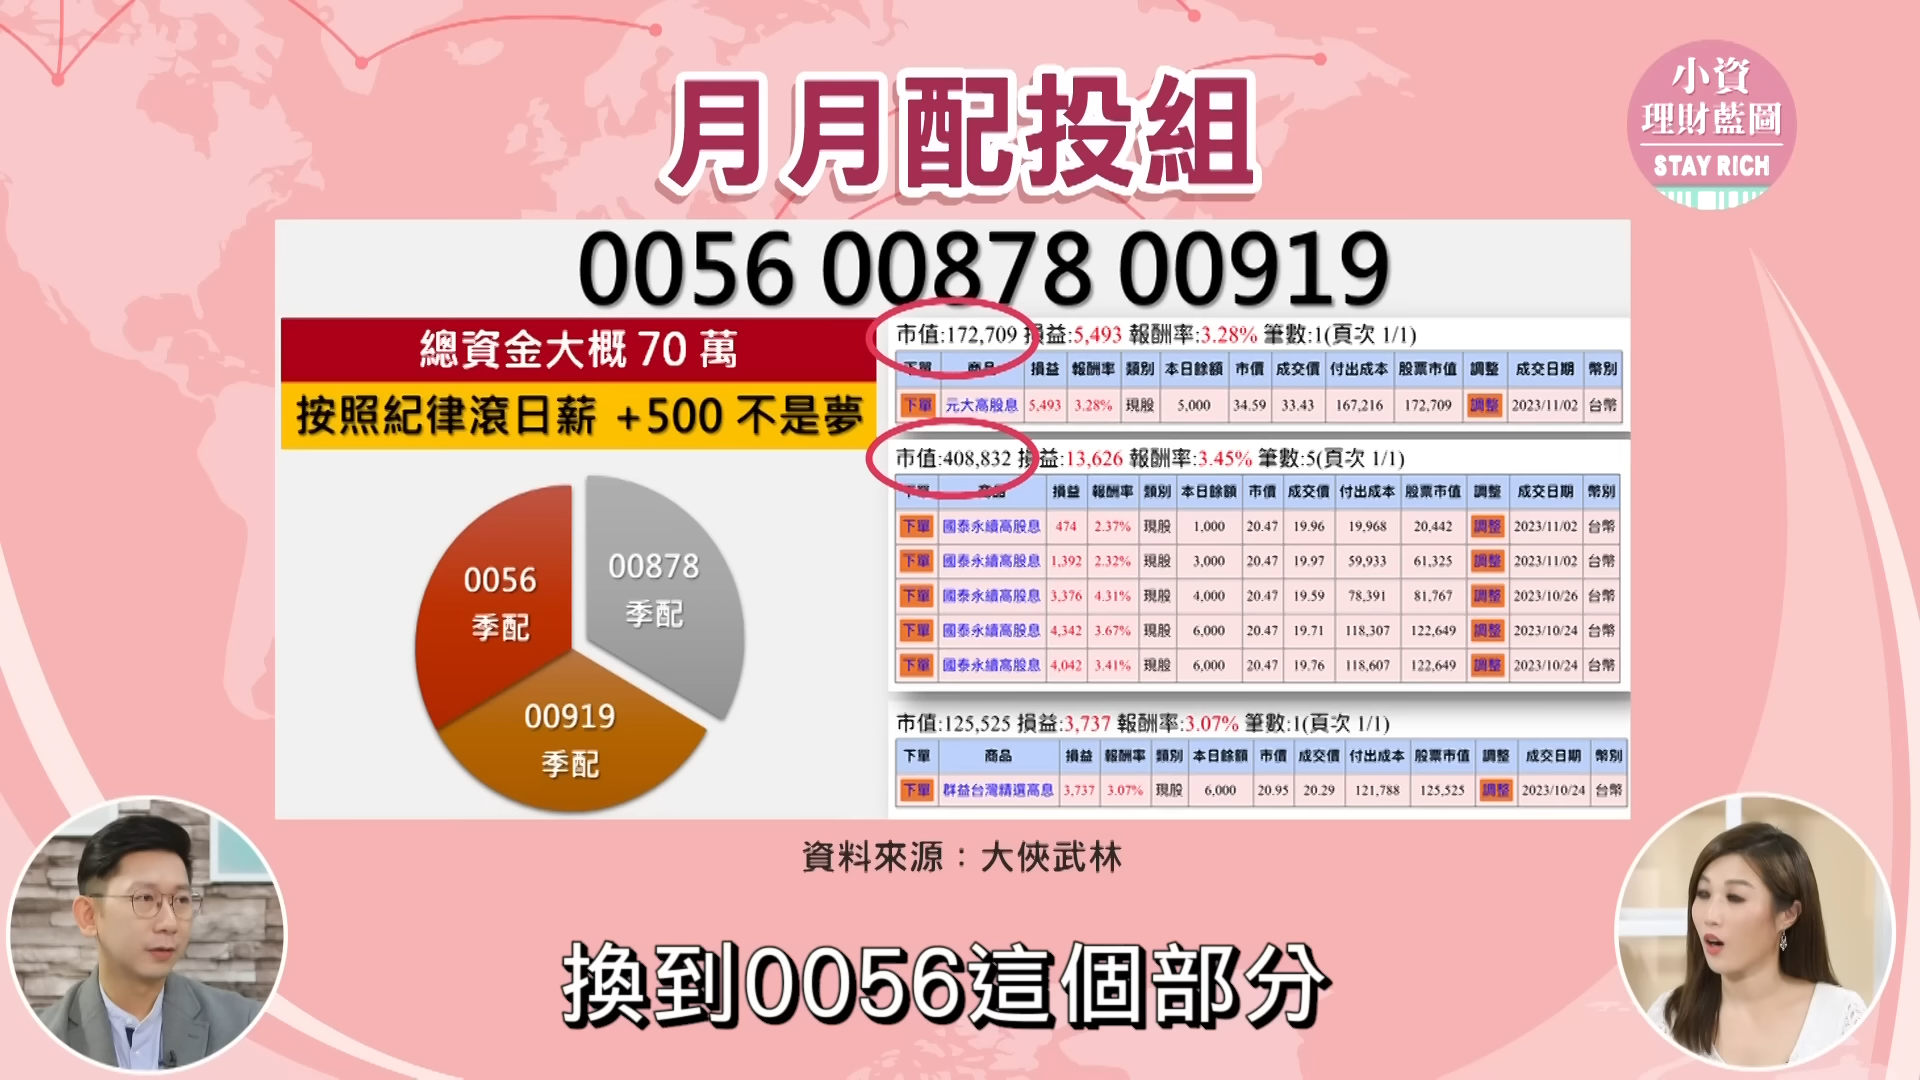 月月配投組
小資
理財藍圖
STAY RICH
0056 00878 00919
總資金大概 70 萬
按照紀律滾日薪 +500 不是夢
00878
季配
0056
季配
00919
季配
市值:172,709 損益:5,493 報酬率:3.28% 筆數:1(頁次 1/1)
下單 商品 損益 報酬率 類別 本日餘額 市價 成交價 付出成本 股票市值 調整 成交日期 幣別
下單 元大高股息 5,493 3.28% 現股 5,000 34.59 33.43 167,216 172,709 調整 2023/11/02 台幣
市值:408,832 損益:13,626 報酬率:3.45% 筆數:5(頁次 1/1)
下單 商品 損益 報酬率 類別 本日餘額 市價 成交價 付出成本 股票市值 調整 成交日期 幣別
下單 國泰永續高股息 474 2.37% 現股 1,000 20.47 19.96 19,968 20,442 調整 2023/11/02 台幣
下單 國泰永續高股息 1,392 2.32% 現股 3,000 20.47 19.97 59,933 61,325 調整 2023/11/02 台幣
下單 國泰永續高股息 3,376 4.31% 現股 4,000 20.47 19.59 78,391 81,767 調整 2023/10/26 台幣
下單 國泰永續高股息 4,342 3.67% 現股 6,000 20.47 19.71 118,307 122,649 調整 2023/10/24 台幣
下單 國泰永續高股息 4,042 3.41% 現股 6,000 20.47 19.76 118,607 122,649 調整 2023/10/24 台幣
市值:125,525 損益:3,737 報酬率:3.07% 筆數:1(頁次 1/1)
下單 商品 損益 報酬率 類別 本日餘額 市價 成交價 付出成本 股票市值 調整 成交日期 幣別
下單 群益台灣精選高息 3,737 3.07% 現股 6,000 20.95 20.29 121,788 125,525 調整 2023/10/24 台幣
資料來源：大俠武林
換到0056這個部分